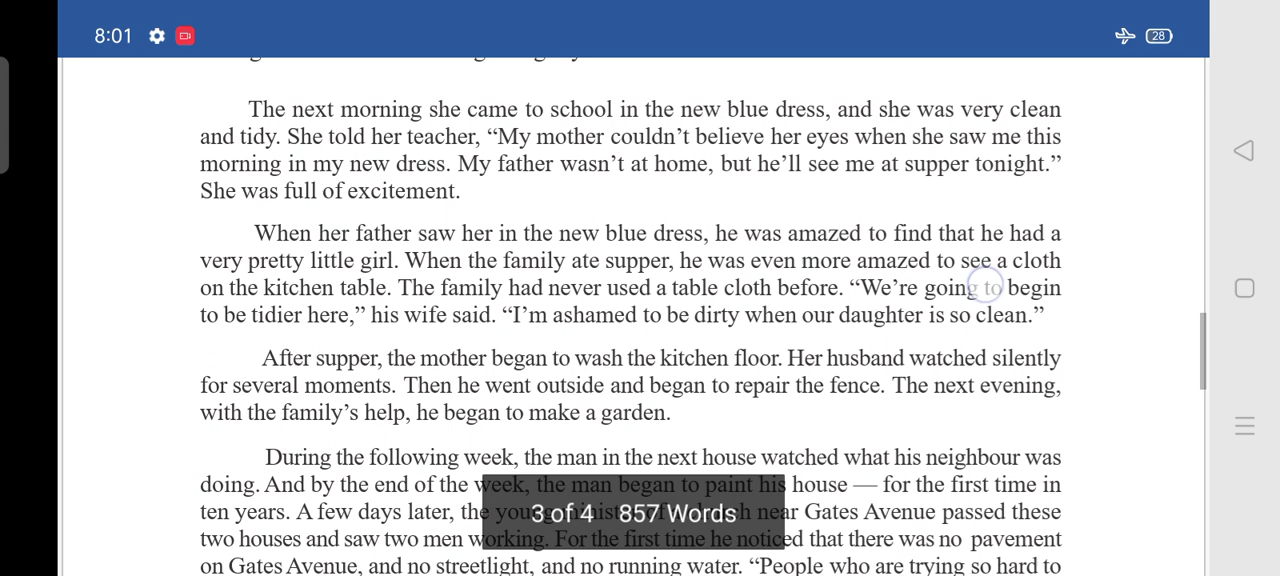 8:01
28
The next morning she came to school in the new blue dress, and she was very clean
and tidy. She told her teacher, “My mother couldn’t believe her eyes when she saw me this
morning in my new dress. My father wasn’t at home, but he’ll see me at supper tonight.”
She was full of excitement.
When her father saw her in the new blue dress, he was amazed to find that he had a
very pretty little girl. When the family ate supper, he was even more amazed to see a cloth
on the kitchen table. The family had never used a table cloth before. “We’re going to begin
to be tidier here,” his wife said. “I’m ashamed to be dirty when our daughter is so clean.”
After supper, the mother began to wash the kitchen floor. Her husband watched silently
for several moments. Then he went outside and began to repair the fence. The next evening,
with the family’s help, he began to make a garden.
During the following week, the man in the next house watched what his neighbour was
doing. And by the end of the week, the man began to paint his house — for the first time in
ten years. A few days later, the young near Gates Avenue passed these
3 of 4 857 Words
two houses and saw two men working. For the first time he noticed that there was no pavement
on Gates Avenue, and no streetlight, and no running water. “People who are trying so hard to